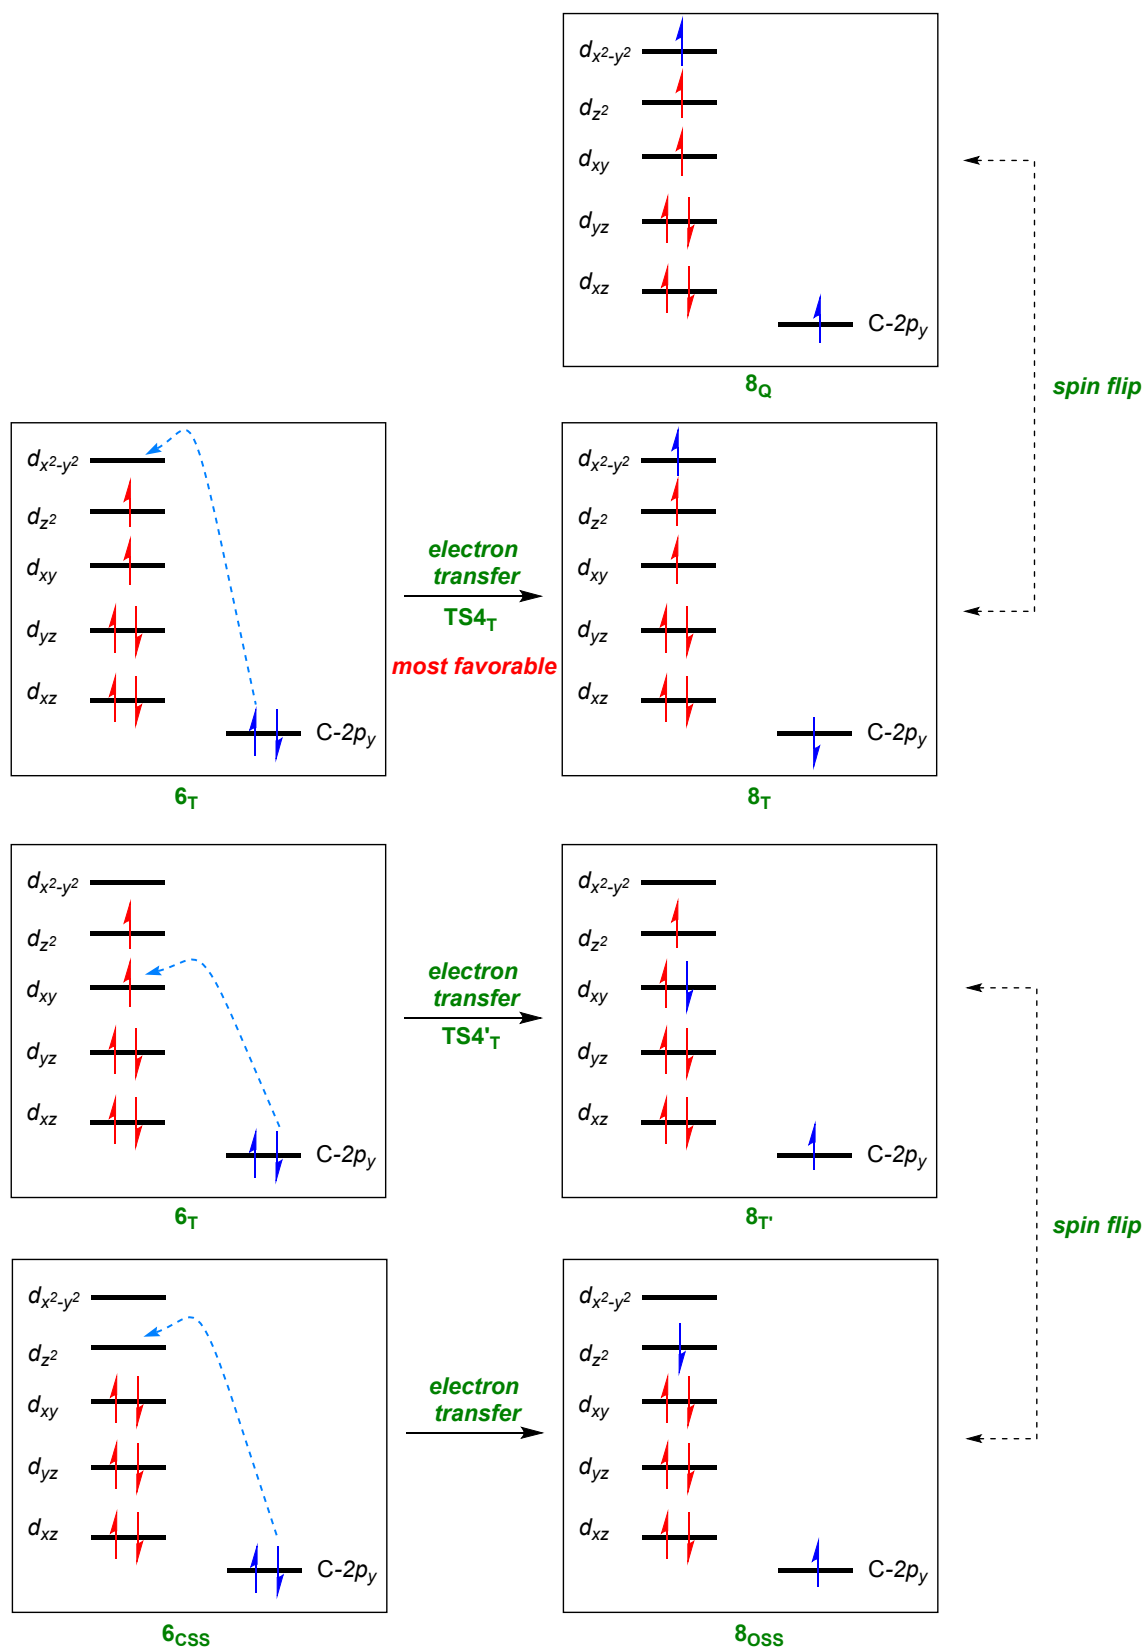 dx2-y2
dz2
dxy
dyz
dxz
C-2py
8Q
spin flip
dx2-y2
dz2
dxy
dyz
dxz
C-2py
6T
electron
transfer
TS4T
most favorable
dx2-y2
dz2
dxy
dyz
dxz
C-2py
8T
dx2-y2
dz2
dxy
dyz
dxz
C-2py
6T
electron
transfer
TS4'T
dx2-y2
dz2
dxy
dyz
dxz
C-2py
8T'
spin flip
dx2-y2
dz2
dxy
dyz
dxz
C-2py
6CSS
electron
transfer
dx2-y2
dz2
dxy
dyz
dxz
C-2py
8OSS